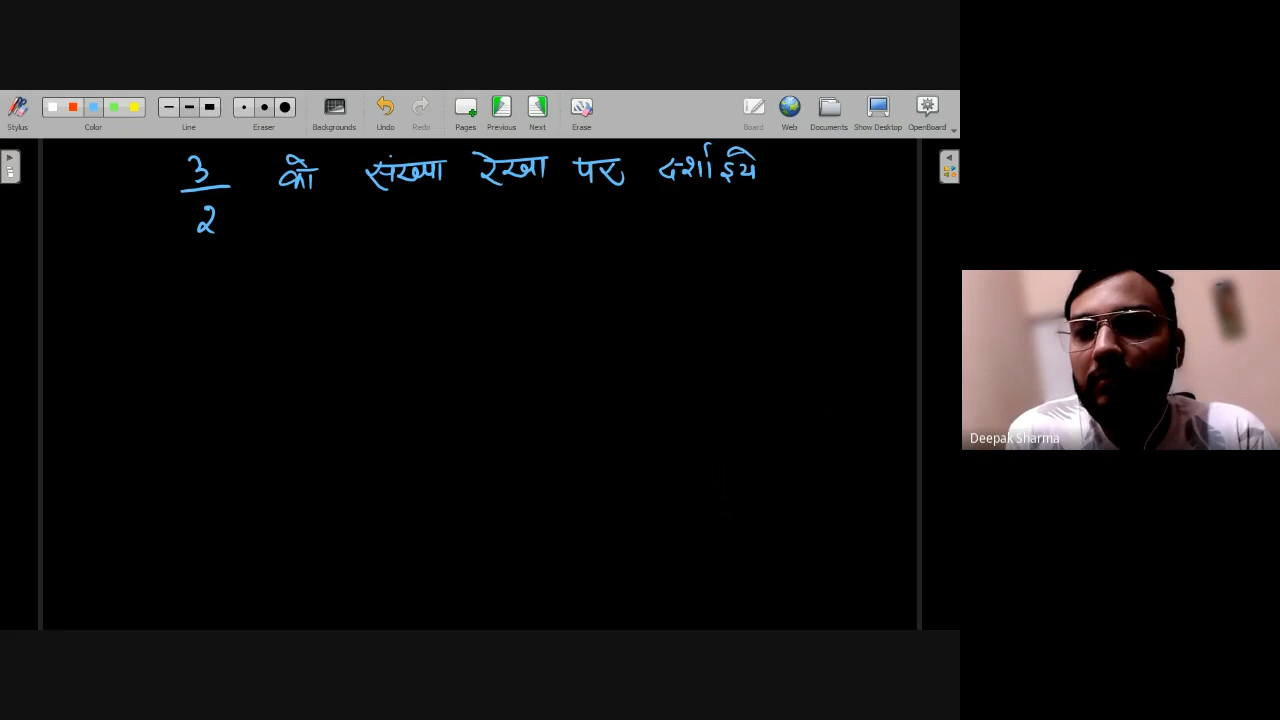 Stylus Color Line Eraser Backgrounds Undo Redo Pages Previous Next Erase Board Web Documents Show Desktop OpenBoard
3 को संख्या रेखा पर दर्शाइये
2
Deepak Sharma